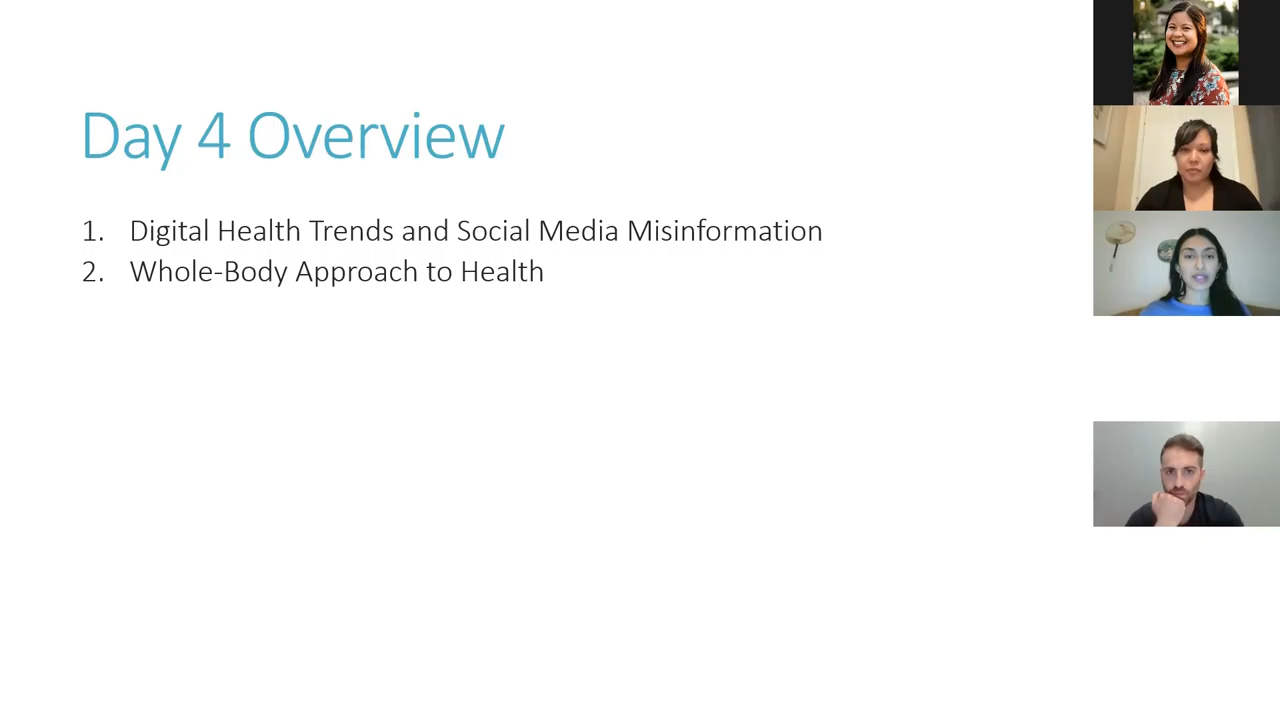 Day 4 Overview
1. Digital Health Trends and Social Media Misinformation
2. Whole-Body Approach to Health